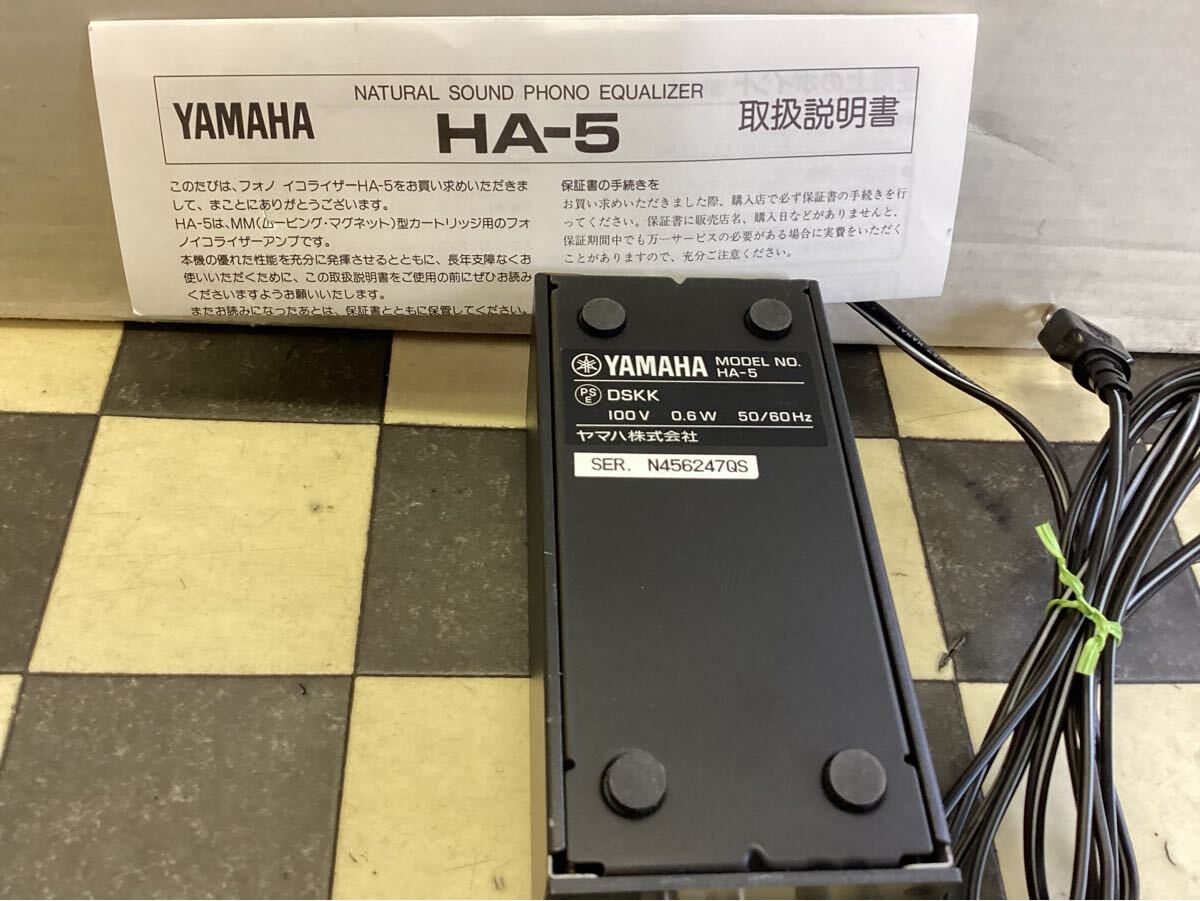 YAMAHA
NATURAL SOUND PHONO EQUALIZER
HA-5
取扱説明書
このたびは、フォノ イコライザーHA-5をお買い求めいただきま
して、まことにありがとうございます。
HA-5は、MM(ムービング・マグネット)型カートリッジ用のフォ
ノイコライザーアンプです。
本機の優れた性能を充分に発揮させるとともに、長年支障なくお
使いいただくために、この取扱説明書をご使用の前にぜひお読み
くださいますようお願いいたします。
またお読みになったあとは、保証書とともに保管してください。
保証書の手続きを
お買い求めいただきました際、購入店で必ず保証書の手続きを行
ってください。保証書に販売店名、購入日などがありませんと、
保証期間中でも万一サービスの必要がある場合に実費をいただく
ことがありますので、充分ご注意ください。
YAMAHA MODEL NO.
HA-5
PS
E DSKK
100V 0.6W 50/60Hz
ヤマハ株式会社
SER. N456247QS